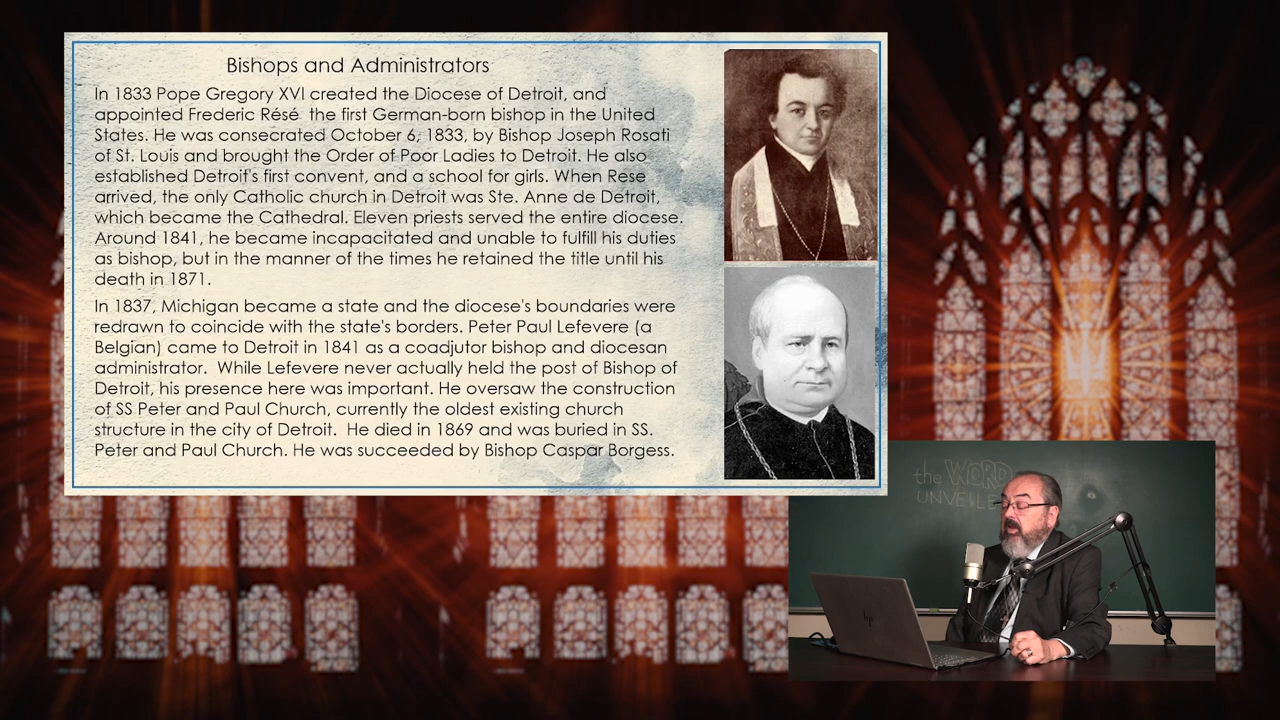 Bishops and Administrators
In 1833 Pope Gregory XVI created the Diocese of Detroit, and
appointed Frederic Résé the first German-born bishop in the United
States. He was consecrated October 6, 1833, by Bishop Joseph Rosati
of St. Louis and brought the Order of Poor Ladies to Detroit. He also
established Detroit's first convent, and a school for girls. When Rese
arrived, the only Catholic church in Detroit was Ste. Anne de Detroit,
which became the Cathedral. Eleven priests served the entire diocese.
Around 1841, he became incapacitated and unable to fulfill his duties
as bishop, but in the manner of the times he retained the title until his
death in 1871.
In 1837, Michigan became a state and the diocese's boundaries were
redrawn to coincide with the state's borders. Peter Paul Lefevere (a
Belgian) came to Detroit in 1841 as a coadjutor bishop and diocesan
administrator. While Lefevere never actually held the post of Bishop of
Detroit, his presence here was important. He oversaw the construction
of SS Peter and Paul Church, currently the oldest existing church
structure in the city of Detroit. He died in 1869 and was buried in SS.
Peter and Paul Church. He was succeeded by Bishop Caspar Borgess.
the WORD
UNVEILE
hp